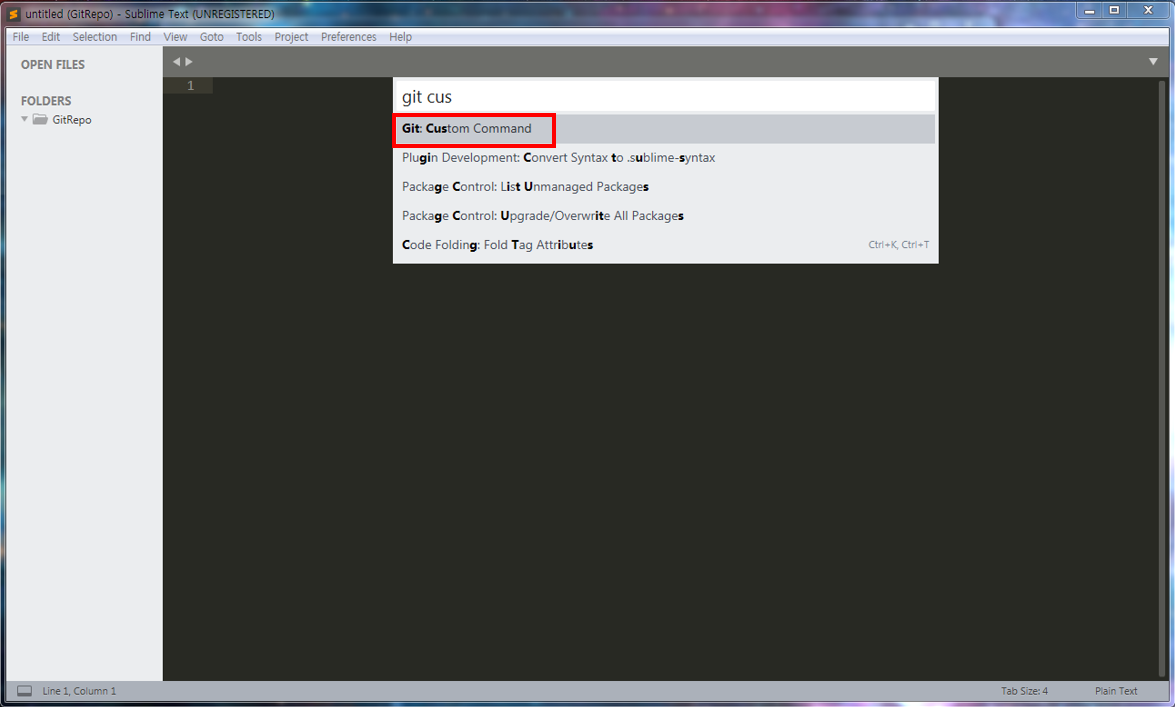 untitled (GitRepo) - Sublime Text (UNREGISTERED)
File Edit Selection Find View Goto Tools Project Preferences Help
OPEN FILES
FOLDERS
GitRepo
1
git cus
Git: Custom Command
Plugin Development: Convert Syntax to .sublime-syntax
Package Control: List Unmanaged Packages
Package Control: Upgrade/Overwrite All Packages
Code Folding: Fold Tag Attributes Ctrl+K, Ctrl+T
Line 1, Column 1 Tab Size: 4 Plain Text